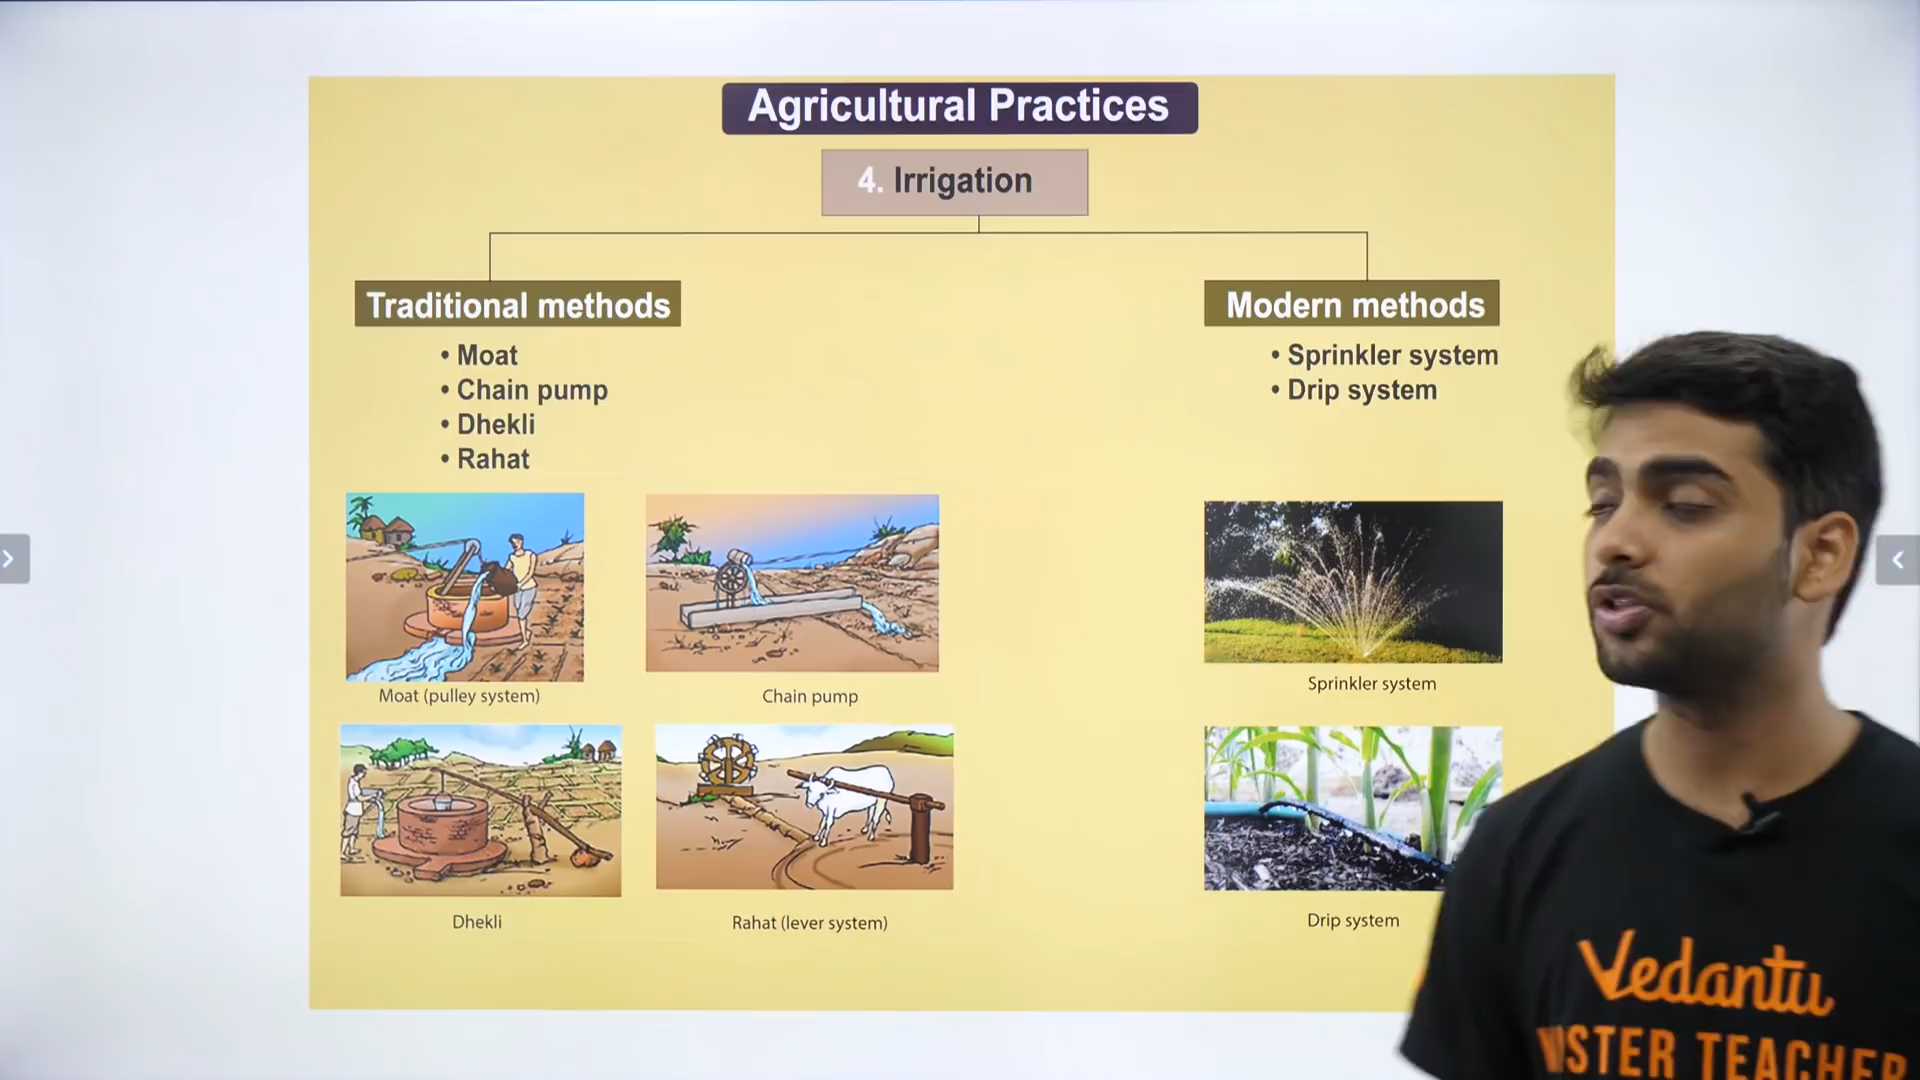 Agricultural Practices
4. Irrigation
Traditional methods
• Moat
• Chain pump
• Dhekli
• Rahat
Modern methods
• Sprinkler system
• Drip system
Moat (pulley system)
Chain pump
Dhekli
Rahat (lever system)
Sprinkler system
Drip system
Vedantu
TEACHER